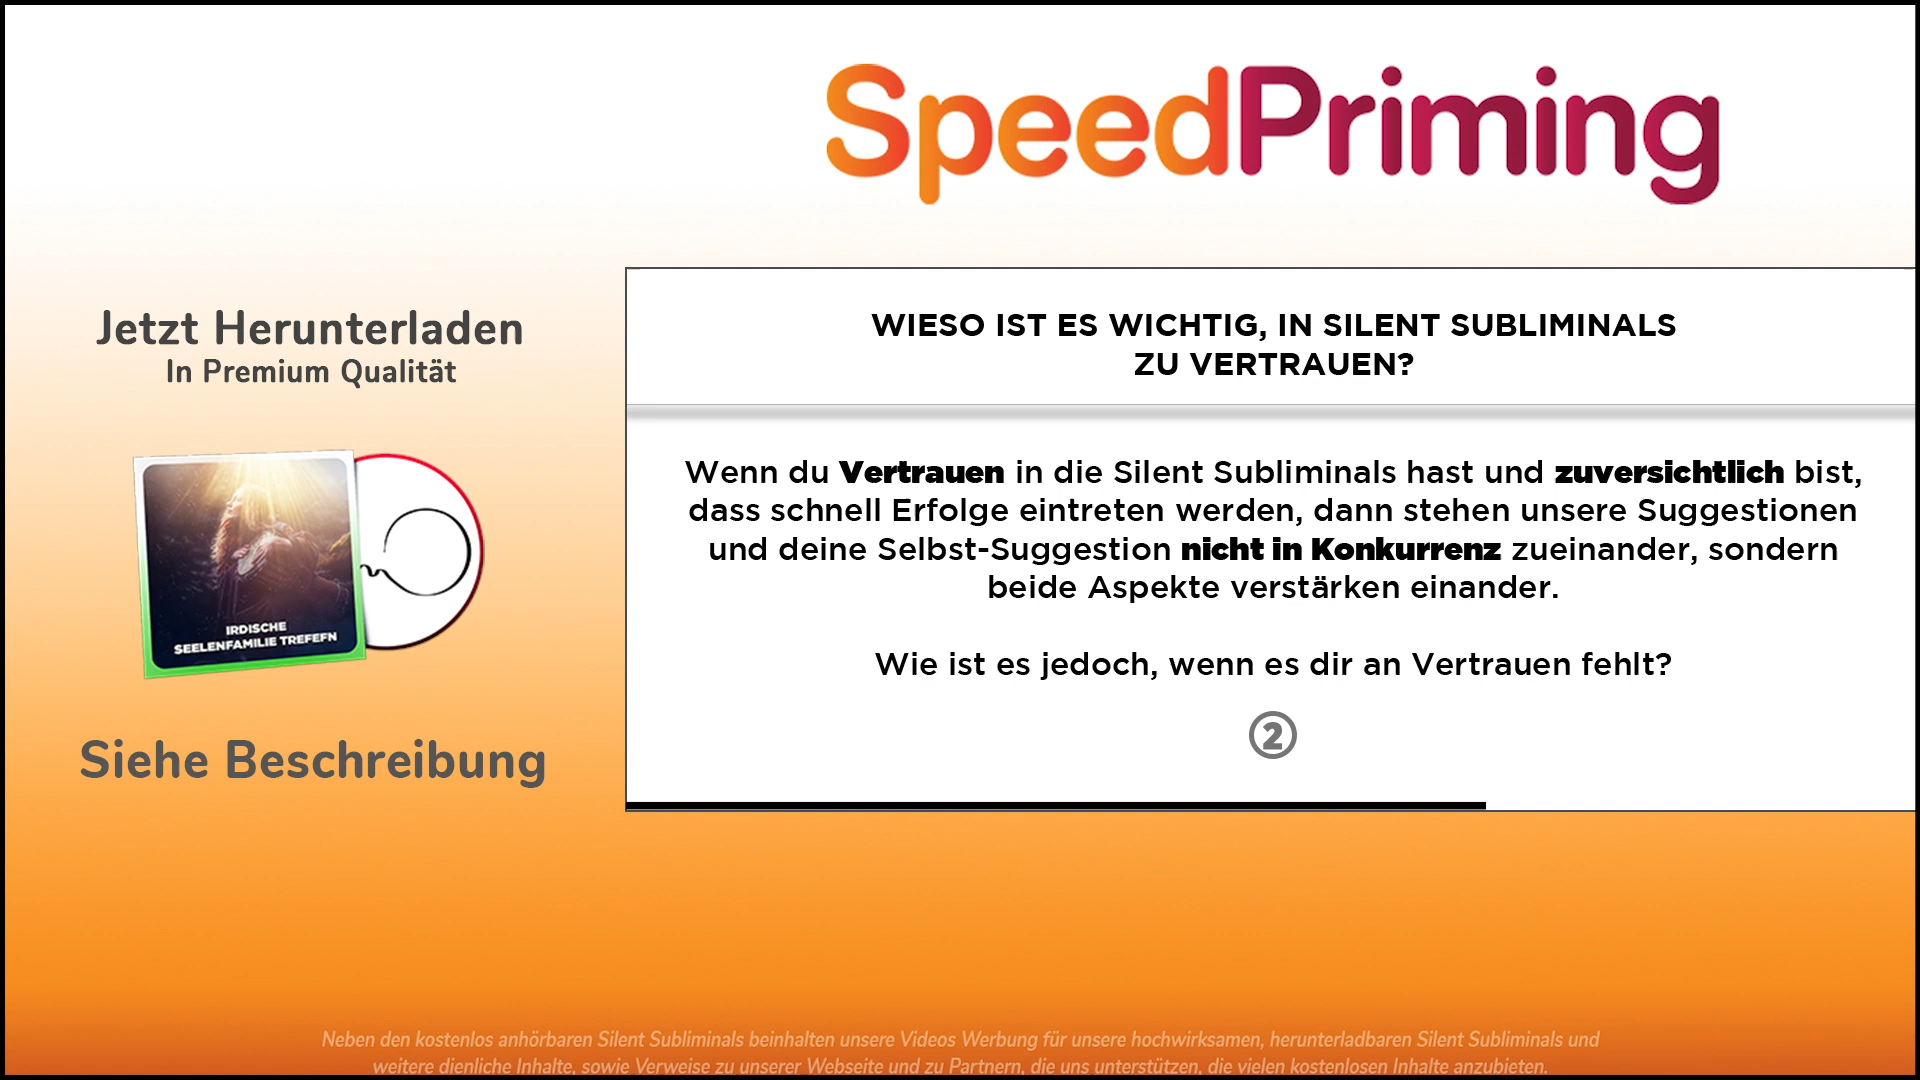 SpeedPriming
Jetzt Herunterladen
In Premium Qualität
IRDISCHE
SEELENFAMILIE TREFEFN
Siehe Beschreibung
WIESO IST ES WICHTIG, IN SILENT SUBLIMINALS
ZU VERTRAUEN?
Wenn du Vertrauen in die Silent Subliminals hast und zuversichtlich bist,
dass schnell Erfolge eintreten werden, dann stehen unsere Suggestionen
und deine Selbst-Suggestion nicht in Konkurrenz zueinander, sondern
beide Aspekte verstärken einander.
Wie ist es jedoch, wenn es dir an Vertrauen fehlt?
2
Neben den kostenlos anhörbaren Silent Subliminals beinhalten unsere Videos Werbung für unsere hochwirksamen, herunterladbaren Silent Subliminals und
weitere dienliche Inhalte, sowie Verweise zu unserer Webseite und zu Partnern, die uns unterstützen, die vielen kostenlosen Inhalte anzubieten.